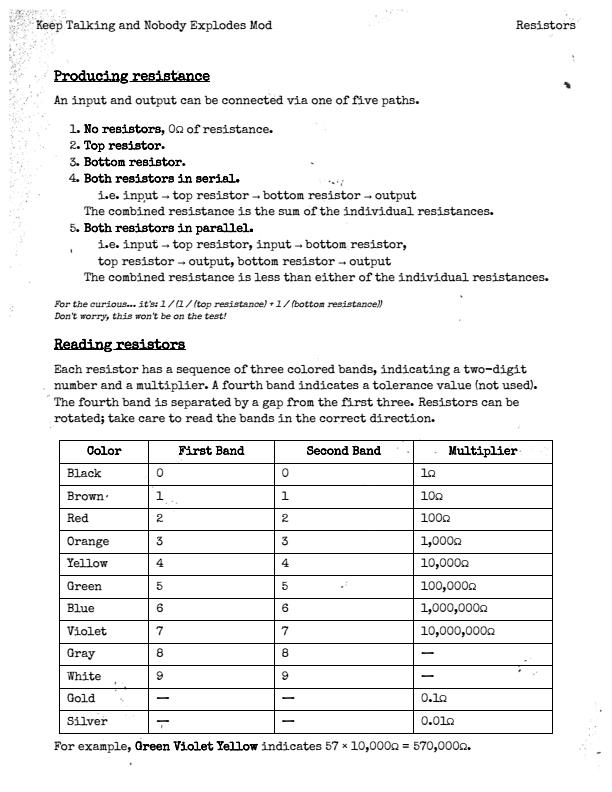 Keep Talking and Nobody Explodes Mod Resistors
Producing resistance
An input and output can be connected via one of five paths.
1. No resistors, 0Ω of resistance.
2. Top resistor.
3. Bottom resistor.
4. Both resistors in serial.
i.e. input → top resistor → bottom resistor → output
The combined resistance is the sum of the individual resistances.
5. Both resistors in parallel.
i.e. input → top resistor, input → bottom resistor,
top resistor → output, bottom resistor → output
The combined resistance is less than either of the individual resistances.
For the curious... it's: 1 / (1 / (top resistance) + 1 / (bottom resistance))
Don't worry, this won't be on the test!
Reading resistors
Each resistor has a sequence of three colored bands, indicating a two-digit
number and a multiplier. A fourth band indicates a tolerance value (not used).
The fourth band is separated by a gap from the first three. Resistors can be
rotated; take care to read the bands in the correct direction.
Color First Band Second Band Multiplier
Black 0 0 1Ω
Brown 1 1 10Ω
Red 2 2 100Ω
Orange 3 3 1,000Ω
Yellow 4 4 10,000Ω
Green 5 5 100,000Ω
Blue 6 6 1,000,000Ω
Violet 7 7 10,000,000Ω
Gray 8 8 —
White 9 9 —
Gold — — 0.1Ω
Silver — — 0.01Ω
For example, Green Violet Yellow indicates 57 × 10,000Ω = 570,000Ω.